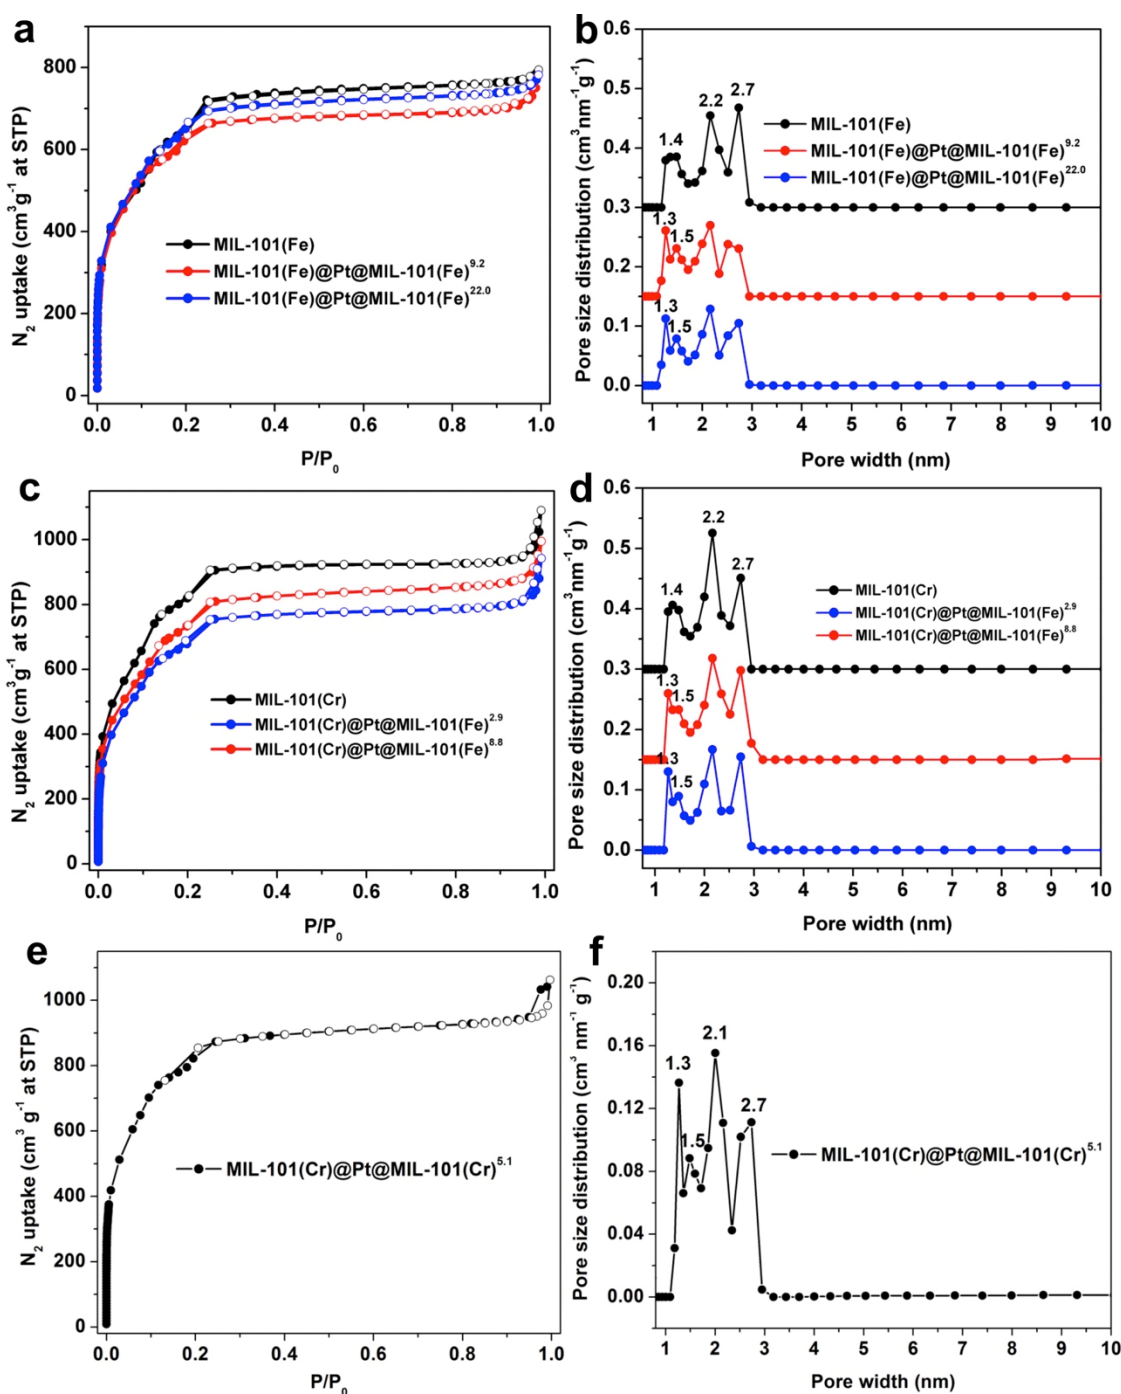 a
800
600
400
200
0
N₂ uptake (cm³g⁻¹ at STP)
MIL-101(Fe)
MIL-101(Fe)@Pt@MIL-101(Fe)⁹·²
MIL-101(Fe)@Pt@MIL-101(Fe)²²·⁰
0.0 0.2 0.4 0.6 0.8 1.0
P/P₀
b
0.6
0.5
0.4
0.3
0.2
0.1
0.0
Pore size distribution (cm³nm⁻¹g⁻¹)
1.4
2.2
2.7
MIL-101(Fe)
MIL-101(Fe)@Pt@MIL-101(Fe)⁹·²
MIL-101(Fe)@Pt@MIL-101(Fe)²²·⁰
1.3
1.5
1.3
1.5
1 2 3 4 5 6 7 8 9 10
Pore width (nm)
c
1000
800
600
400
200
0
N₂ uptake (cm³ g⁻¹ at STP)
MIL-101(Cr)
MIL-101(Cr)@Pt@MIL-101(Fe)²·⁹
MIL-101(Cr)@Pt@MIL-101(Fe)⁸·⁸
0.0 0.2 0.4 0.6 0.8 1.0
P/P₀
d
0.6
0.5
0.4
0.3
0.2
0.1
0.0
Pore size distribution (cm³nm⁻¹g⁻¹)
1.4
2.2
2.7
MIL-101(Cr)
MIL-101(Cr)@Pt@MIL-101(Fe)²·⁹
MIL-101(Cr)@Pt@MIL-101(Fe)⁸·⁸
1.3
1.5
1.3
1.5
1 2 3 4 5 6 7 8 9 10
Pore width (nm)
e
1000
800
600
400
200
0
N₂ uptake (cm³ g⁻¹ at STP)
MIL-101(Cr)@Pt@MIL-101(Cr)⁵·¹
0.0 0.2 0.4 0.6 0.8 1.0
P/P₀
f
0.20
0.16
0.12
0.08
0.04
0.00
Pore size distribution (cm³ nm⁻¹ g⁻¹)
1.3
1.5
2.1
2.7
MIL-101(Cr)@Pt@MIL-101(Cr)⁵·¹
1 2 3 4 5 6 7 8 9 10
Pore width (nm)